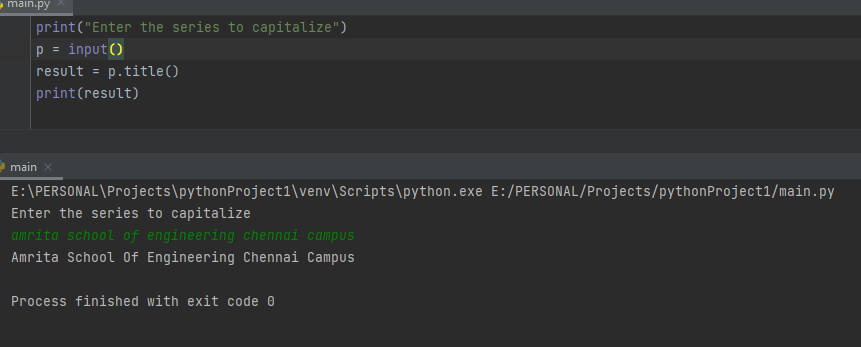 main.py
print("Enter the series to capitalize")
p = input()
result = p.title()
print(result)
main
E:\PERSONAL\Projects\pythonProject1\venv\Scripts\python.exe E:/PERSONAL/Projects/pythonProject1/main.py
Enter the series to capitalize
amrita school of engineering chennai campus
Amrita School Of Engineering Chennai Campus
Process finished with exit code 0